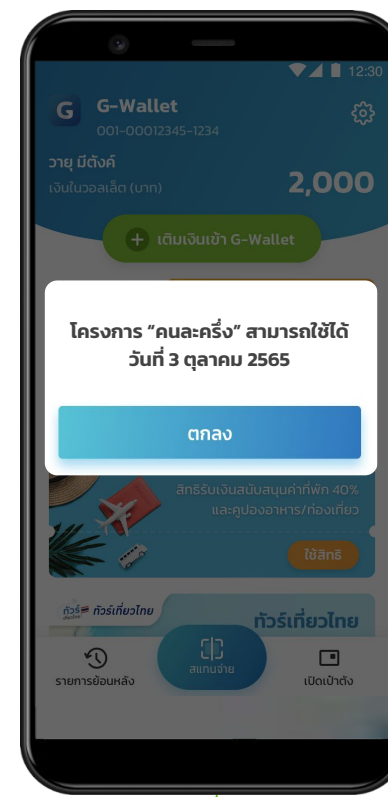 12:30
G
G-Wallet
001-00012345-1234
วายุ มีตังค์
เงินในวอลเล็ต (บาท)
2,000
+ เติมเงินเข้า G-Wallet
โครงการ “คนละครึ่ง” สามารถใช้ได้
วันที่ 3 ตุลาคม 2565
ตกลง
สิทธิรับเงินสนับสนุนค่าที่พัก 40%
และคูปองอาหาร/ท่องเที่ยว
ใช้สิทธิ
ทัวร์เที่ยวไทย
ทัวร์เที่ยวไทย
รายการย้อนหลัง
สแกนจ่าย
เปิดเป๋าตัง